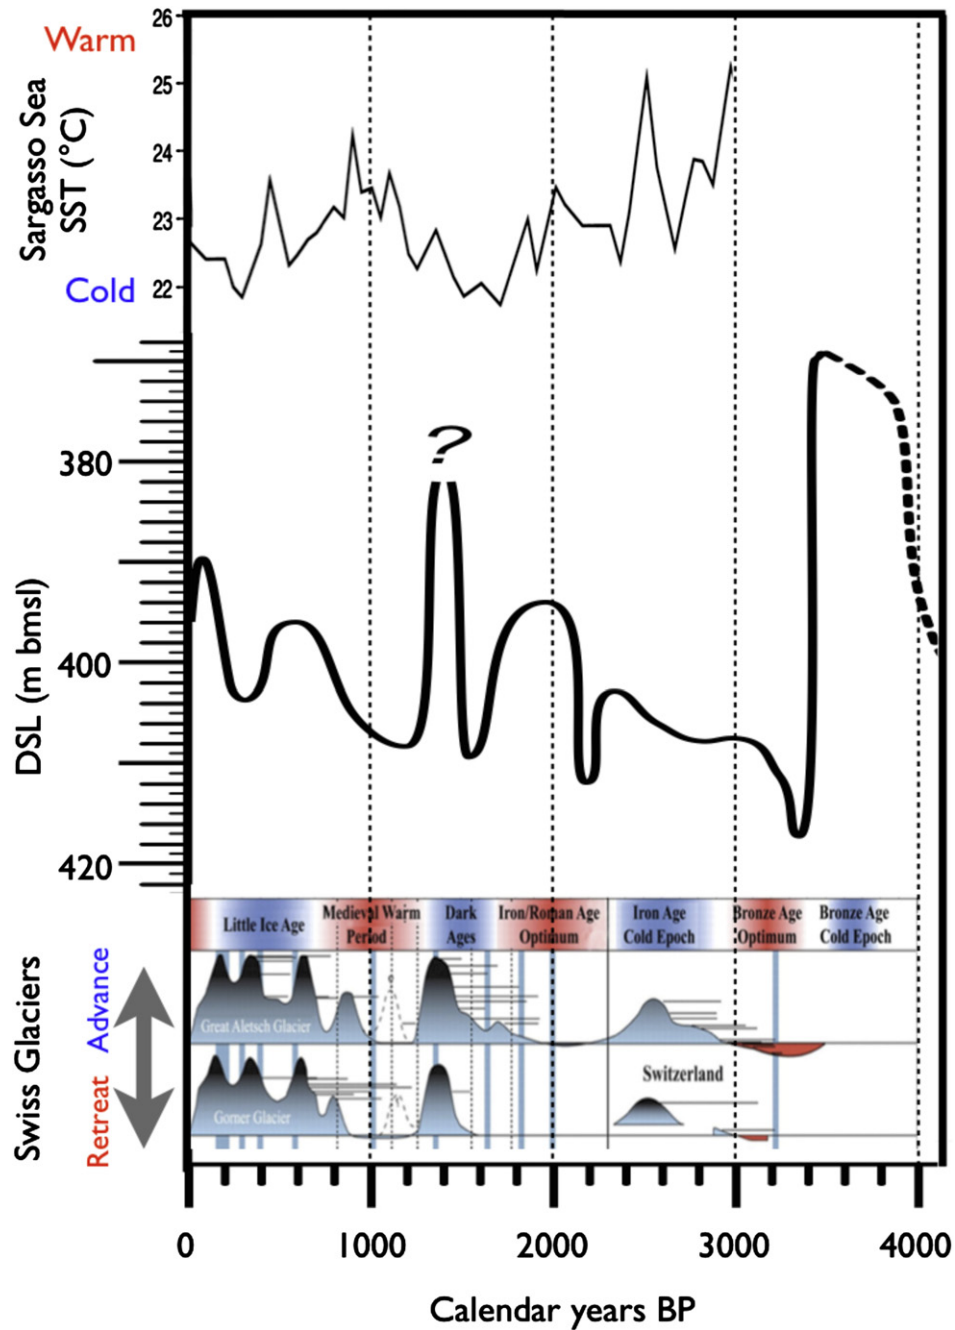 Warm
Sargasso Sea
SST (°C)
Cold
26
25
24
23
22
?
DSL (m bmsl)
380
400
420
Little Ice Age
Medieval Warm
Period
Dark
Ages
Iron/Roman Age
Optimum
Iron Age
Cold Epoch
Bronze Age
Optimum
Bronze Age
Cold Epoch
Swiss Glaciers
Advance
Retreat
Great Aletsch Glacier
Switzerland
Gorner Glacier
0 1000 2000 3000 4000
Calendar years BP